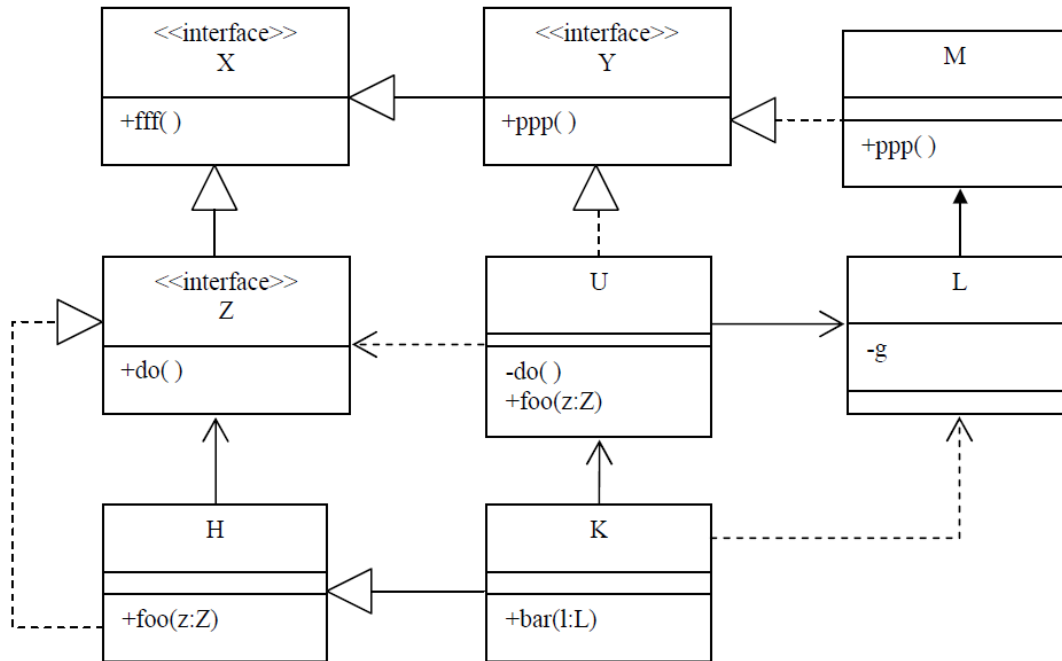 <<interface>>
X
+fff( )
<<interface>>
Y
+ppp( )
M
+ppp( )
<<interface>>
Z
+do( )
U
-do( )
+foo(z:Z)
L
-g
H
+foo(z:Z)
K
+bar(l:L)